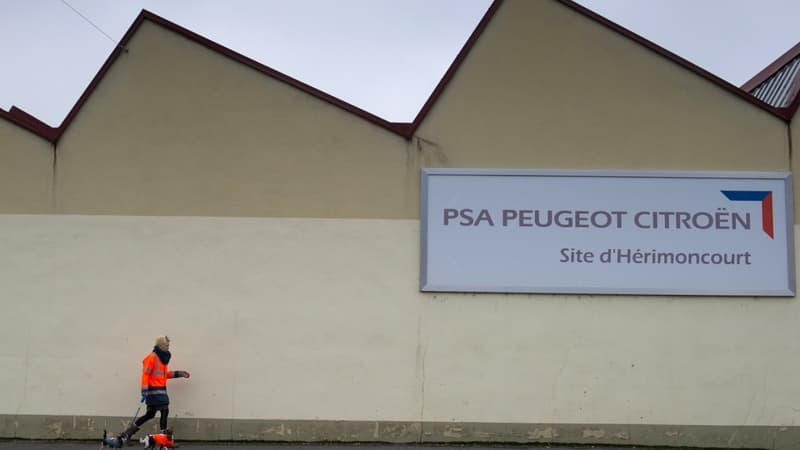 PSA PEUGEOT CITROËN
Site d'Hérimoncourt